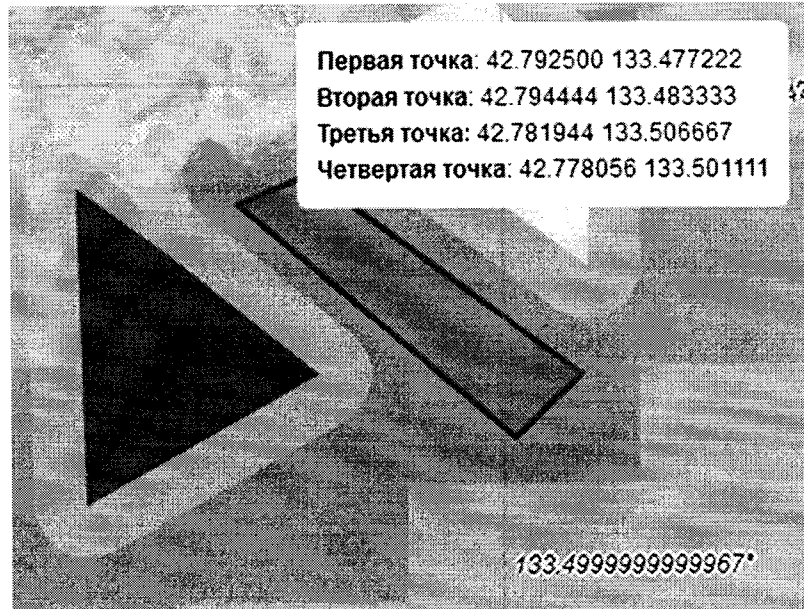 Первая точка: 42.792500 133.477222
Вторая точка: 42.794444 133.483333
Третья точка: 42.781944 133.506667
Четвертая точка: 42.778056 133.501111
133.4999999999967°